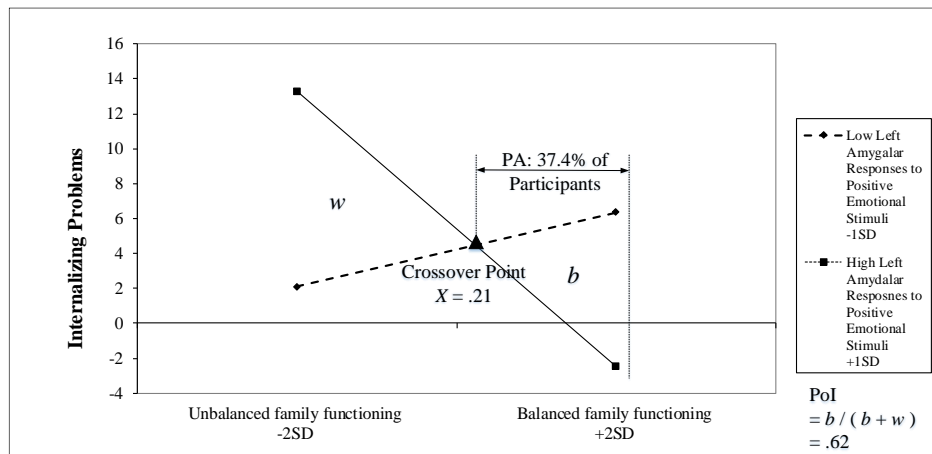 16
14
12
10
8
6
4
2
0
-2
-4
Internalizing Problems
w
PA: 37.4% of
Participants
Crossover Point
X = .21
b
Unbalanced family functioning
-2SD
Balanced family functioning
+2SD
Low Left
Amygalar
Responses to
Positive
Emotional
Stimuli
-1SD
High Left
Amydalar
Resposnes to
Positive
Emotional
Stimuli
+1SD
PoI
= b / ( b + w )
= .62